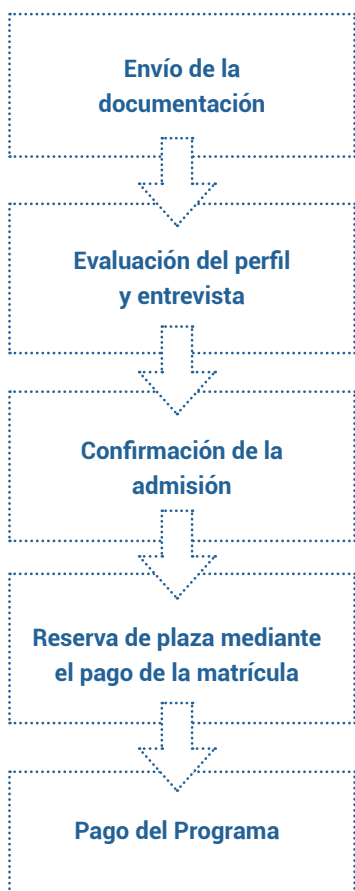 Envío de la
documentación
Evaluación del perfil
y entrevista
Confirmación de la
admisión
Reserva de plaza mediante
el pago de la matrícula
Pago del Programa